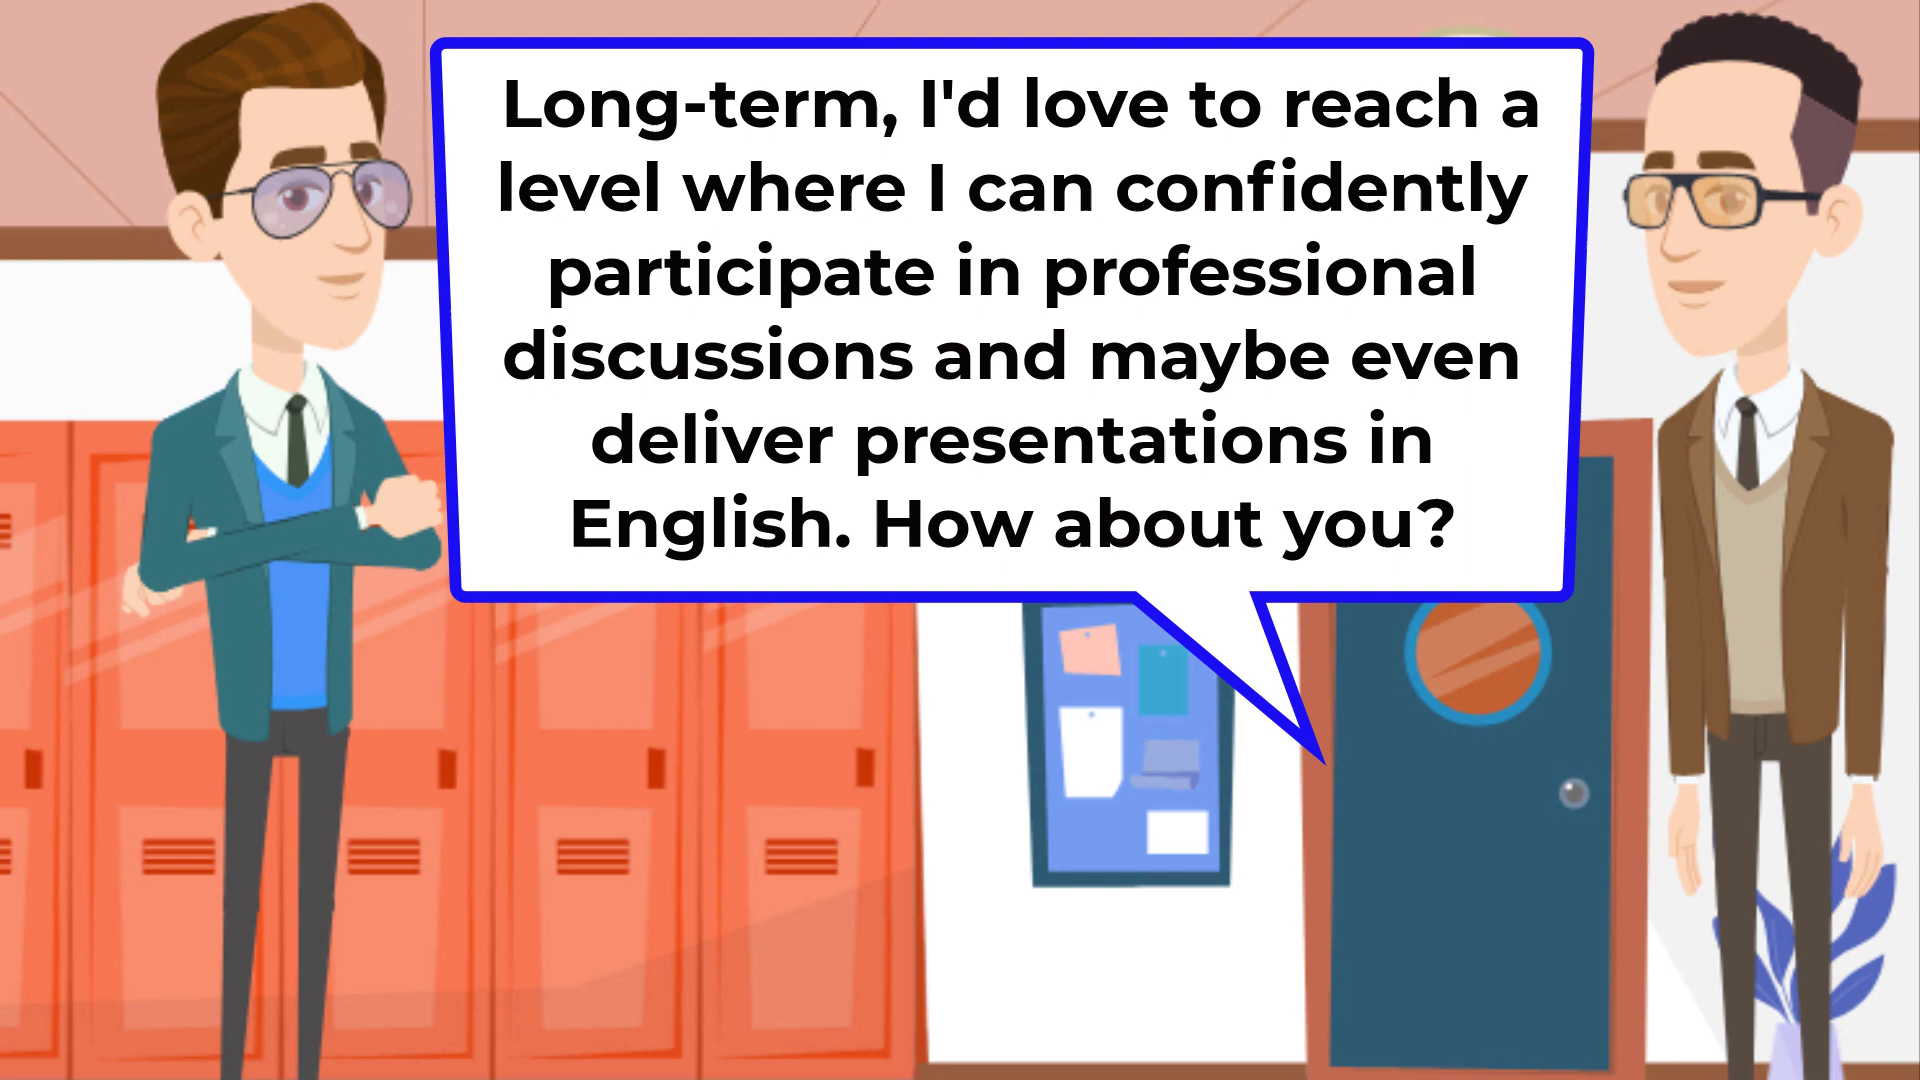 Long-term, I'd love to reach a
level where I can confidently
participate in professional
discussions and maybe even
deliver presentations in
English. How about you?